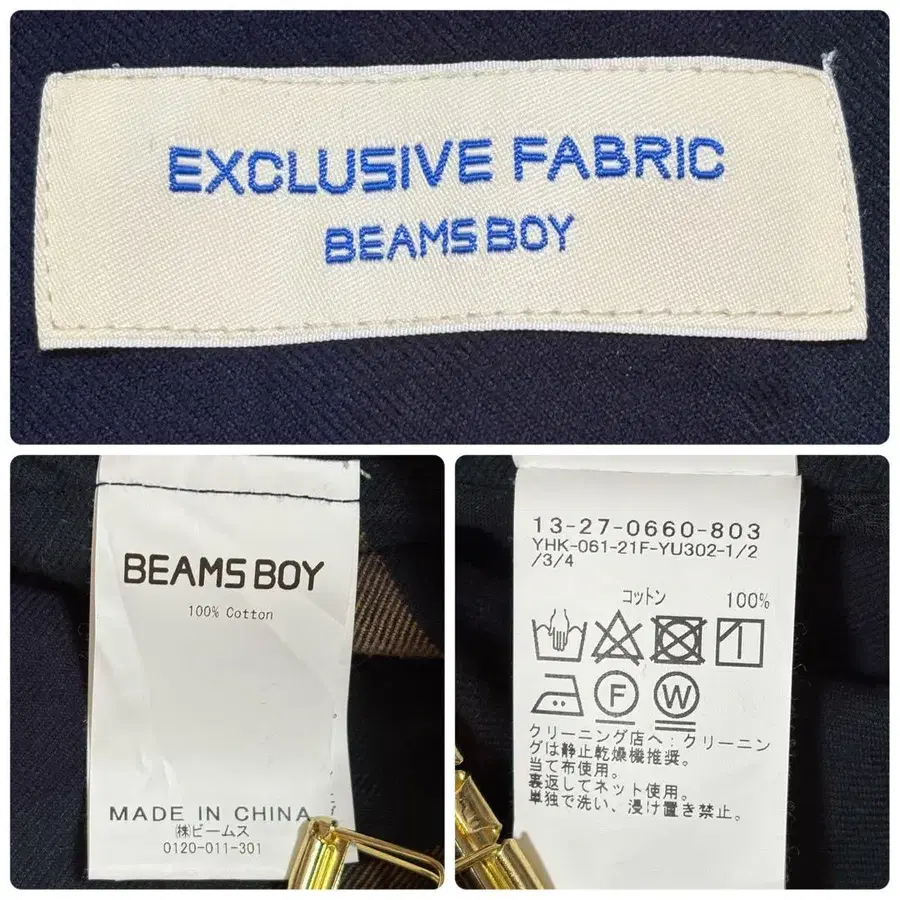 EXCLUSIVE FABRIC
BEAMS BOY
BEAMS BOY
100% Cotton
MADE IN CHINA
㈱ビームス
0120-011-301
13-27-0660-803
YHK-061-21F-YU302-1/2
/3/4
コットン 100%
F W
クリーニング店へ：クリーニン
グは静止乾燥機推奨。
当て布使用。
裏返してネット使用。
単独で洗い、浸け置き禁止。